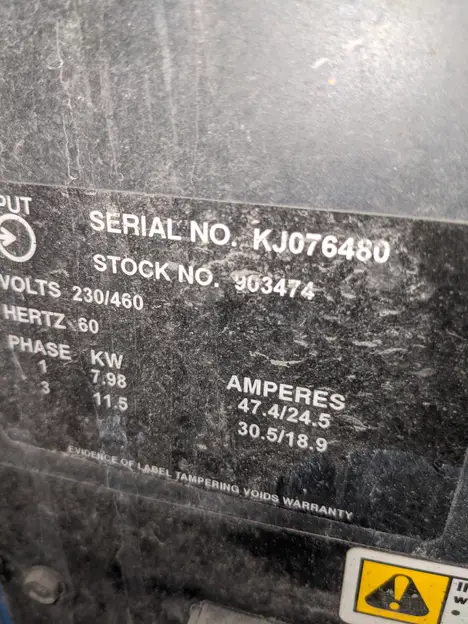 PUT
SERIAL NO. KJ076480
STOCK NO. 903474
VOLTS 230/460
HERTZ 60
PHASE KW AMPERES
1 7.98 47.4/24.5
3 11.5 30.5/18.9
EVIDENCE OF LABEL TAMPERING VOIDS WARRANTY